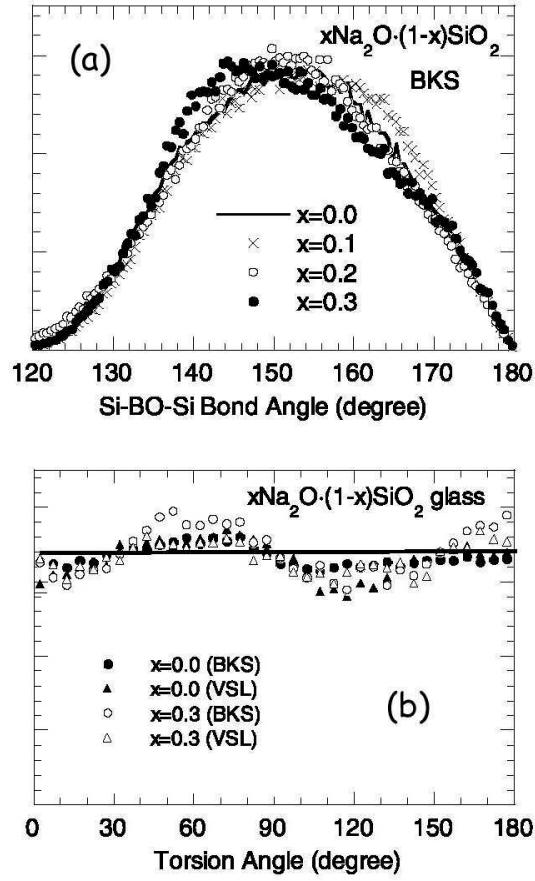 (a)
xNa₂O·(1-x)SiO₂
BKS
x=0.0
x=0.1
x=0.2
x=0.3
120 130 140 150 160 170 180
Si-BO-Si Bond Angle (degree)
xNa₂O·(1-x)SiO₂ glass
x=0.0 (BKS)
x=0.0 (VSL)
x=0.3 (BKS)
x=0.3 (VSL)
(b)
0 30 60 90 120 150 180
Torsion Angle (degree)